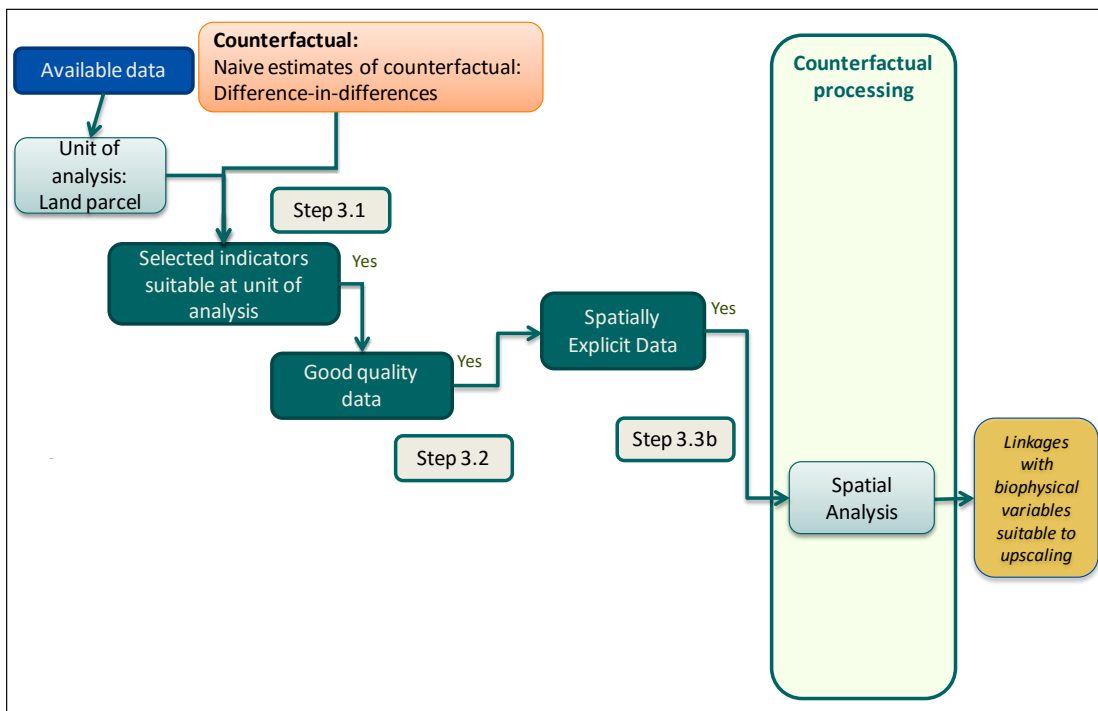 Available data
Counterfactual:
Naive estimates of counterfactual:
Difference-in-differences
Counterfactual
processing
Unit of
analysis:
Land parcel
Step 3.1
Selected indicators
suitable at unit of
analysis
Yes
Good quality
data
Yes
Step 3.2
Spatially
Explicit Data
Yes
Step 3.3b
Spatial
Analysis
Linkages
with
biophysical
variables
suitable to
upscaling